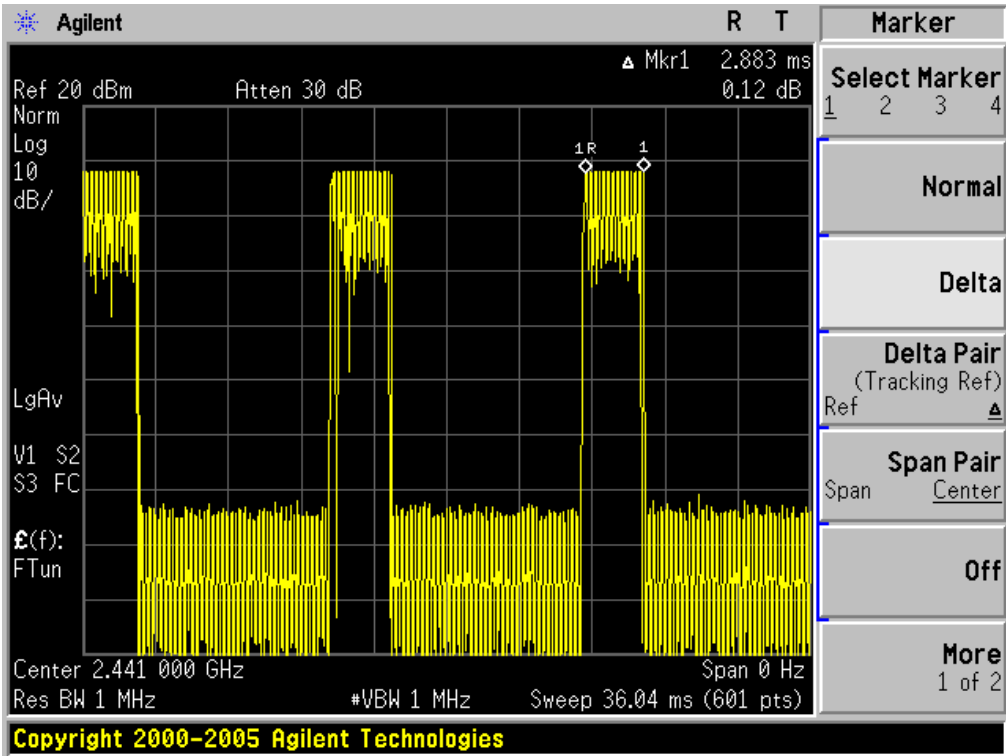 Agilent R T
Δ Mkr1 2.883 ms
Ref 20 dBm Atten 30 dB 0.12 dB
Norm
Log
10
dB/
1R 1
LgAv
V1 S2
S3 FC
£(f):
FTun
Center 2.441 000 GHz Span 0 Hz
Res BW 1 MHz #VBW 1 MHz Sweep 36.04 ms (601 pts)
Copyright 2000-2005 Agilent Technologies
Marker
Select Marker
1 2 3 4
Normal
Delta
Delta Pair
(Tracking Ref)
Ref Δ
Span Pair
Span Center
Off
More
1 of 2